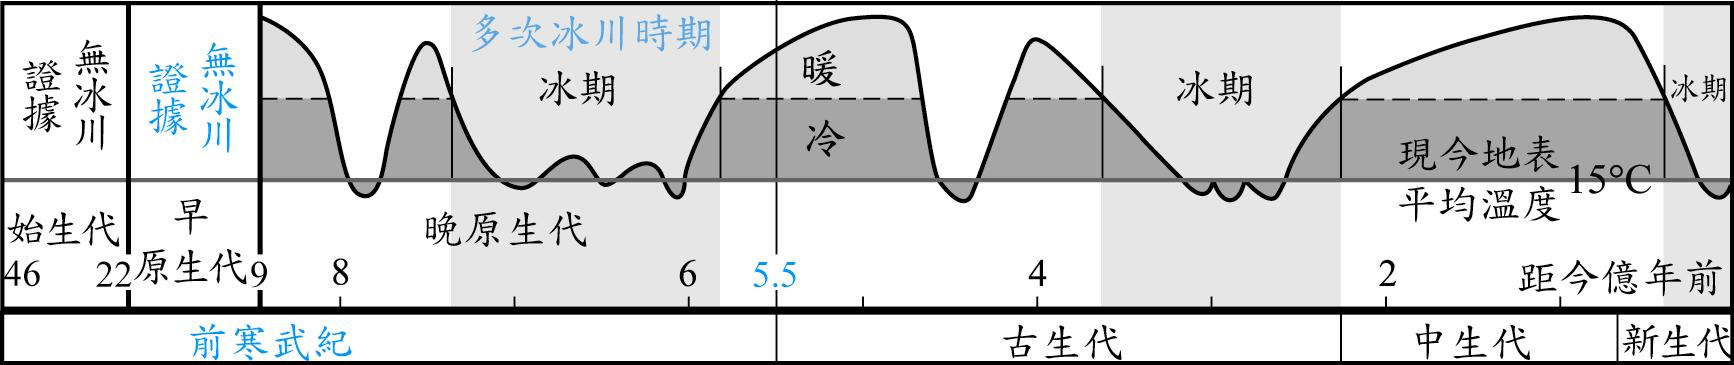 無冰川
證據
無冰川
證據
多次冰川時期
冰期
暖
冷
冰期
冰期
現今地表
平均溫度
15°C
始生代
早
原生代
晚原生代
46
22
9
8
6
5.5
4
2
距今億年前
前寒武紀
古生代
中生代
新生代